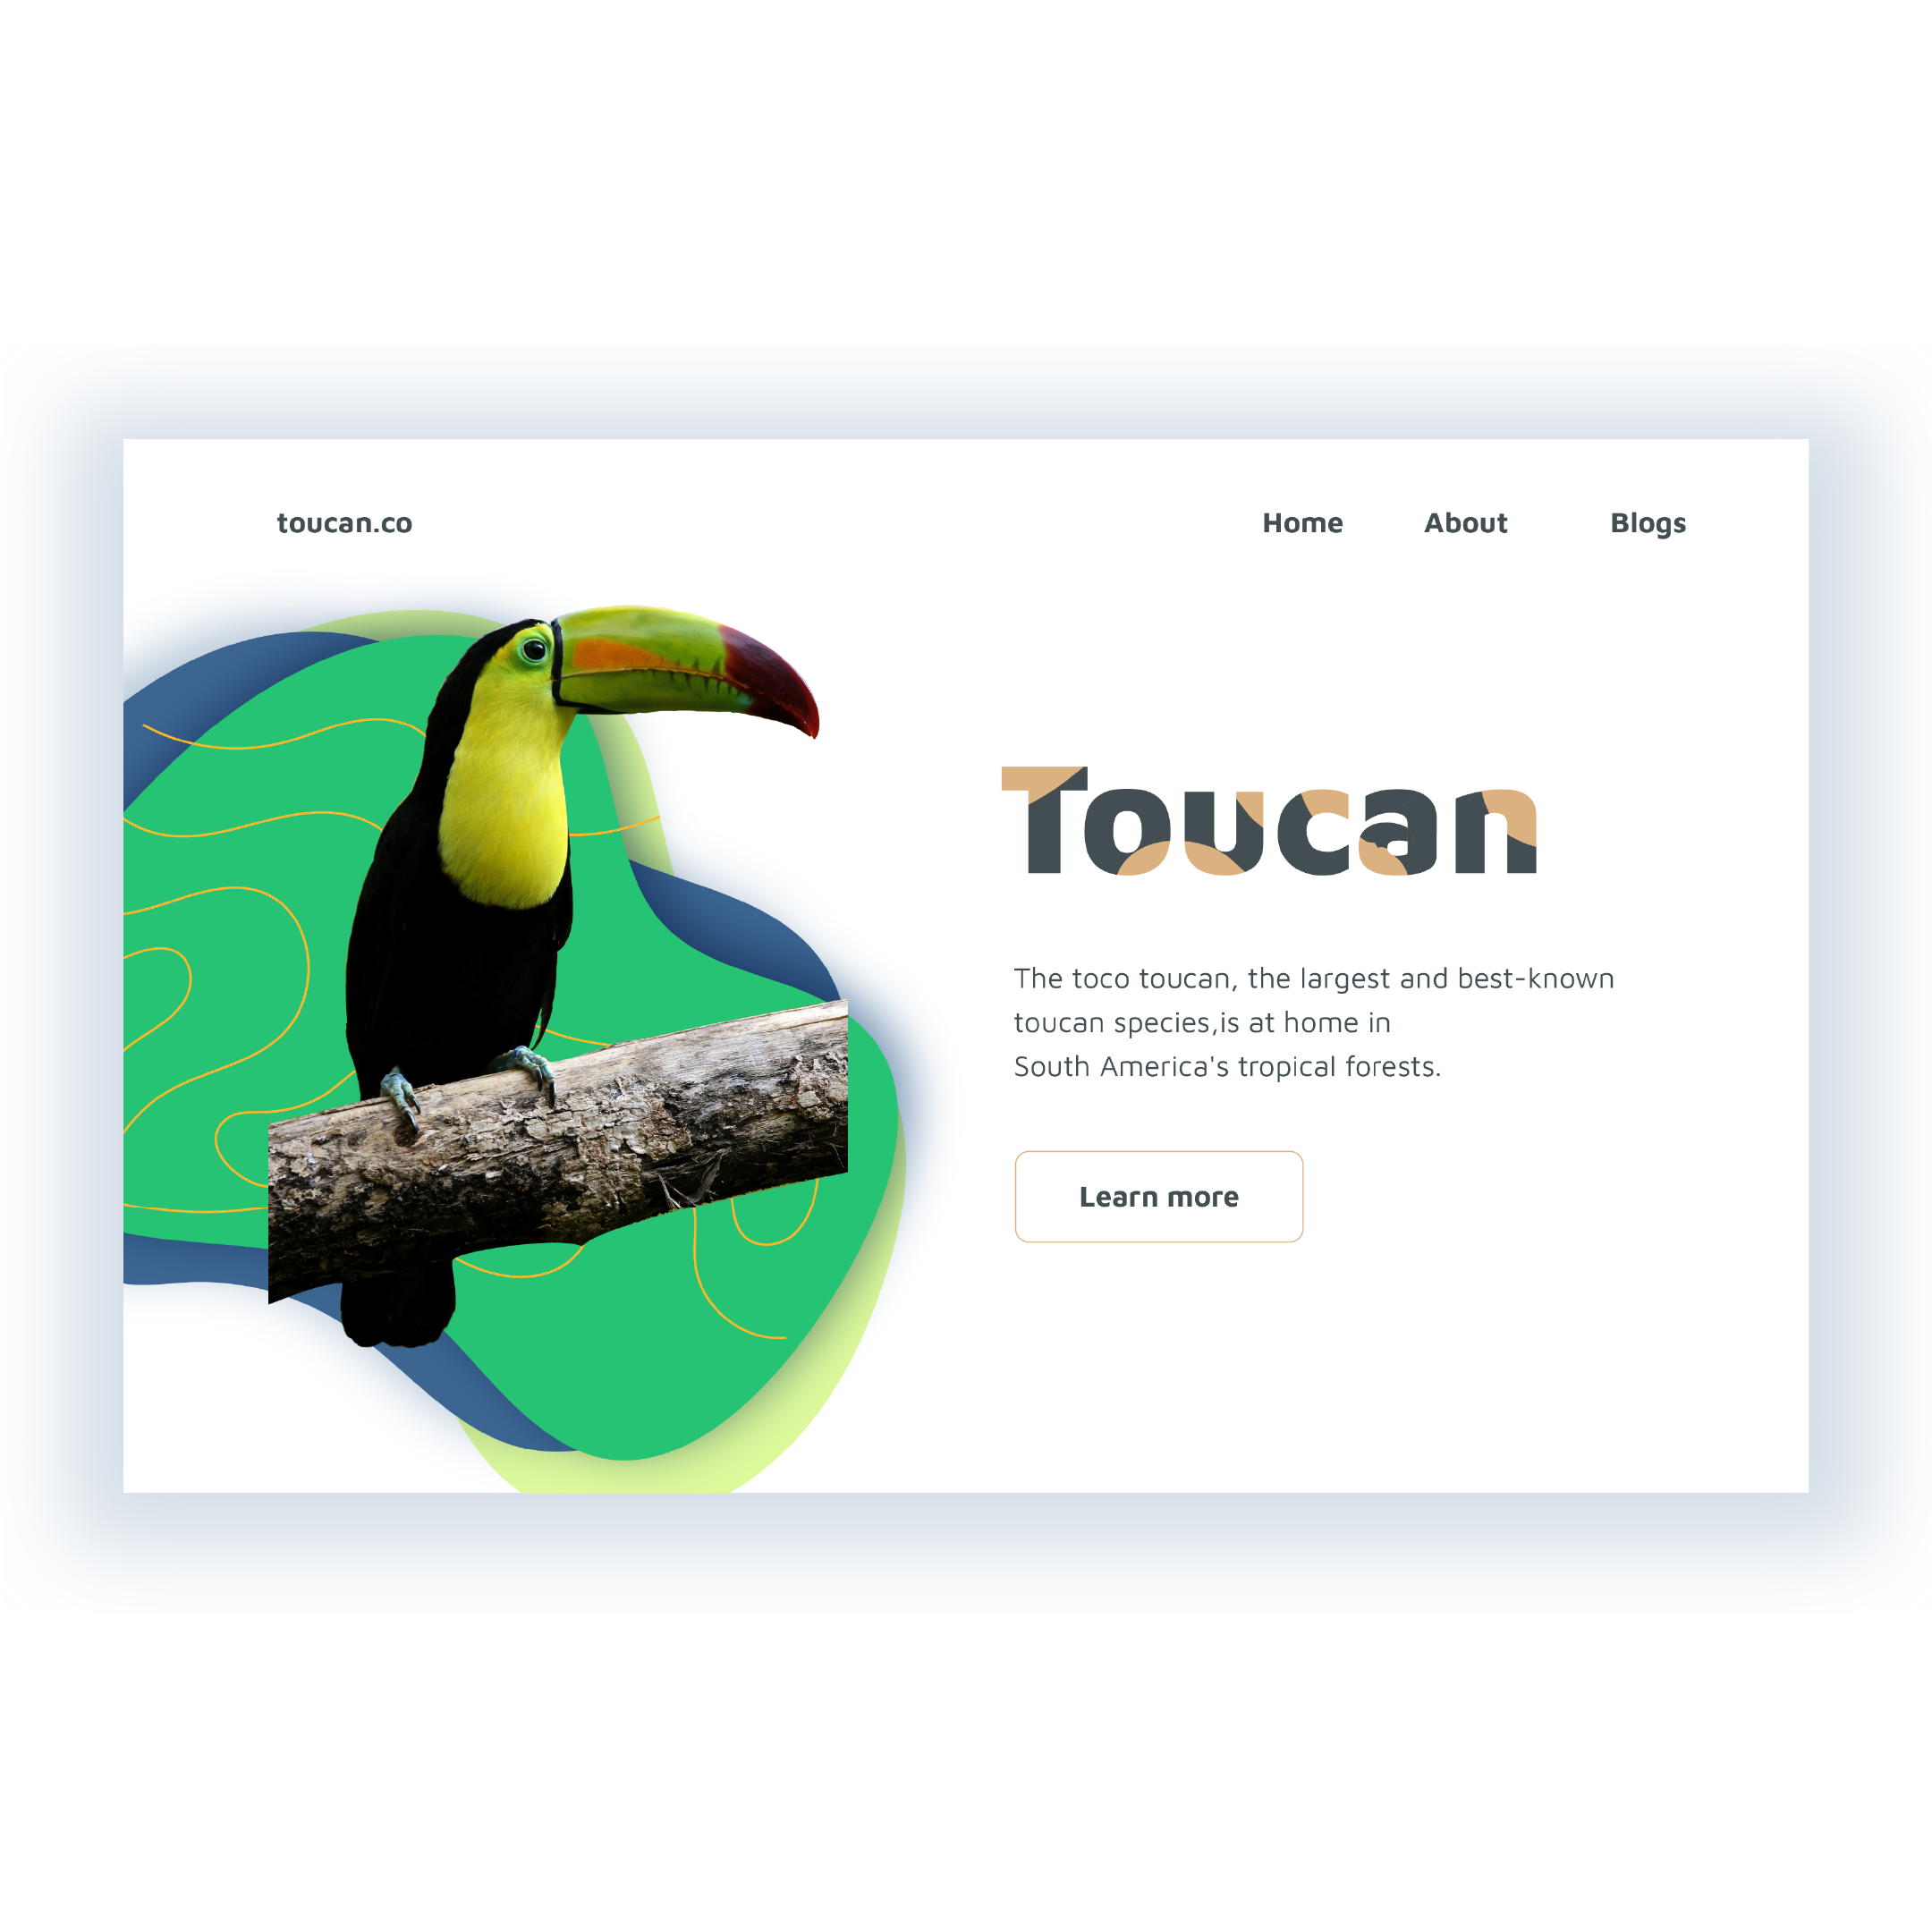 toucan.co
Home About Blogs
Toucan
The toco toucan, the largest and best-known
toucan species,is at home in
South America's tropical forests.
Learn more